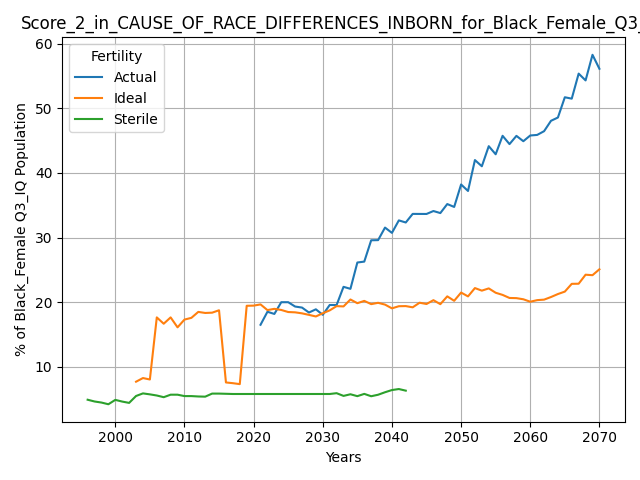 Score_2_in_CAUSE_OF_RACE_DIFFERENCES_INBORN_for_Black_Female_Q3_
Fertility
Actual
Ideal
Sterile
% of Black_Female Q3_IQ Population
60
50
40
30
20
10
2000 2010 2020 2030 2040 2050 2060 2070
Years